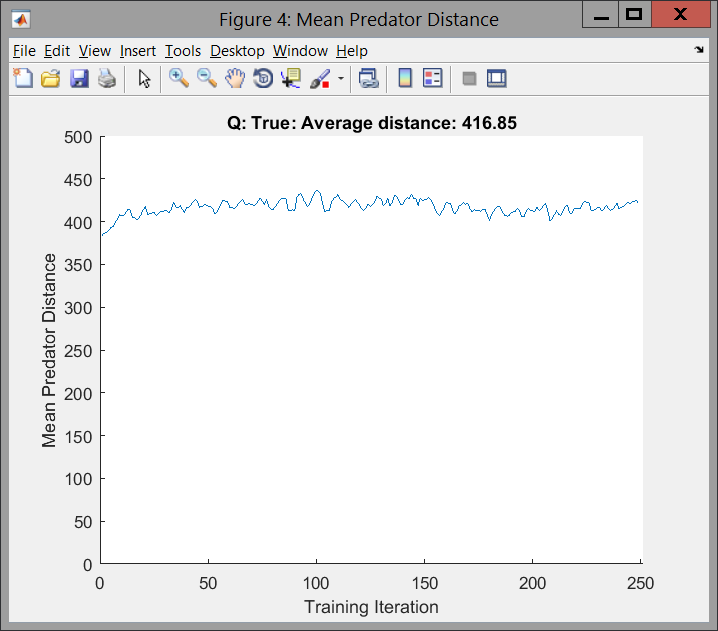 Figure 4: Mean Predator Distance
X
File Edit View Insert Tools Desktop Window Help
Q: True: Average distance: 416.85
500
450
400
350
300
250
200
150
100
50
0
Mean Predator Distance
0 50 100 150 200 250
Training Iteration